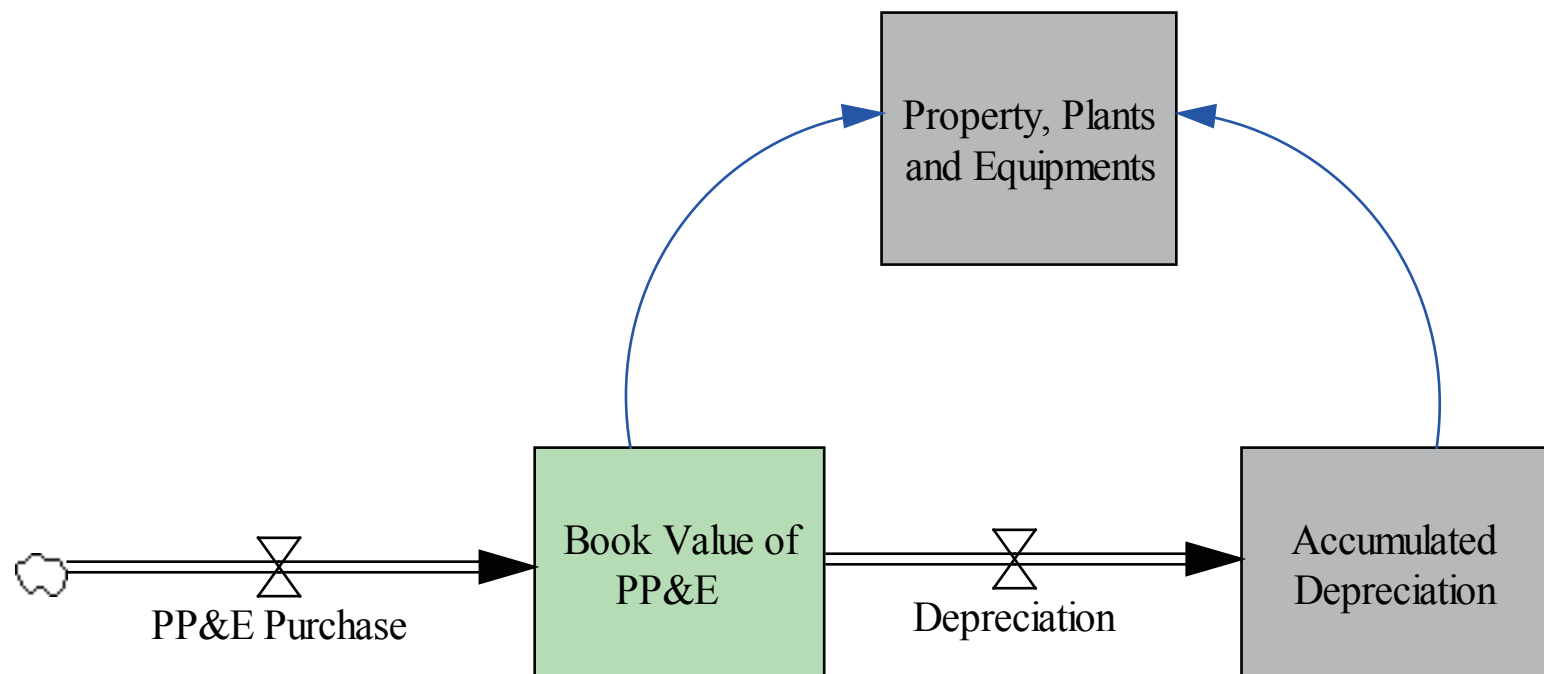 Property, Plants
and Equipments
Book Value of
PP&E
Accumulated
Depreciation
PP&E Purchase
Depreciation